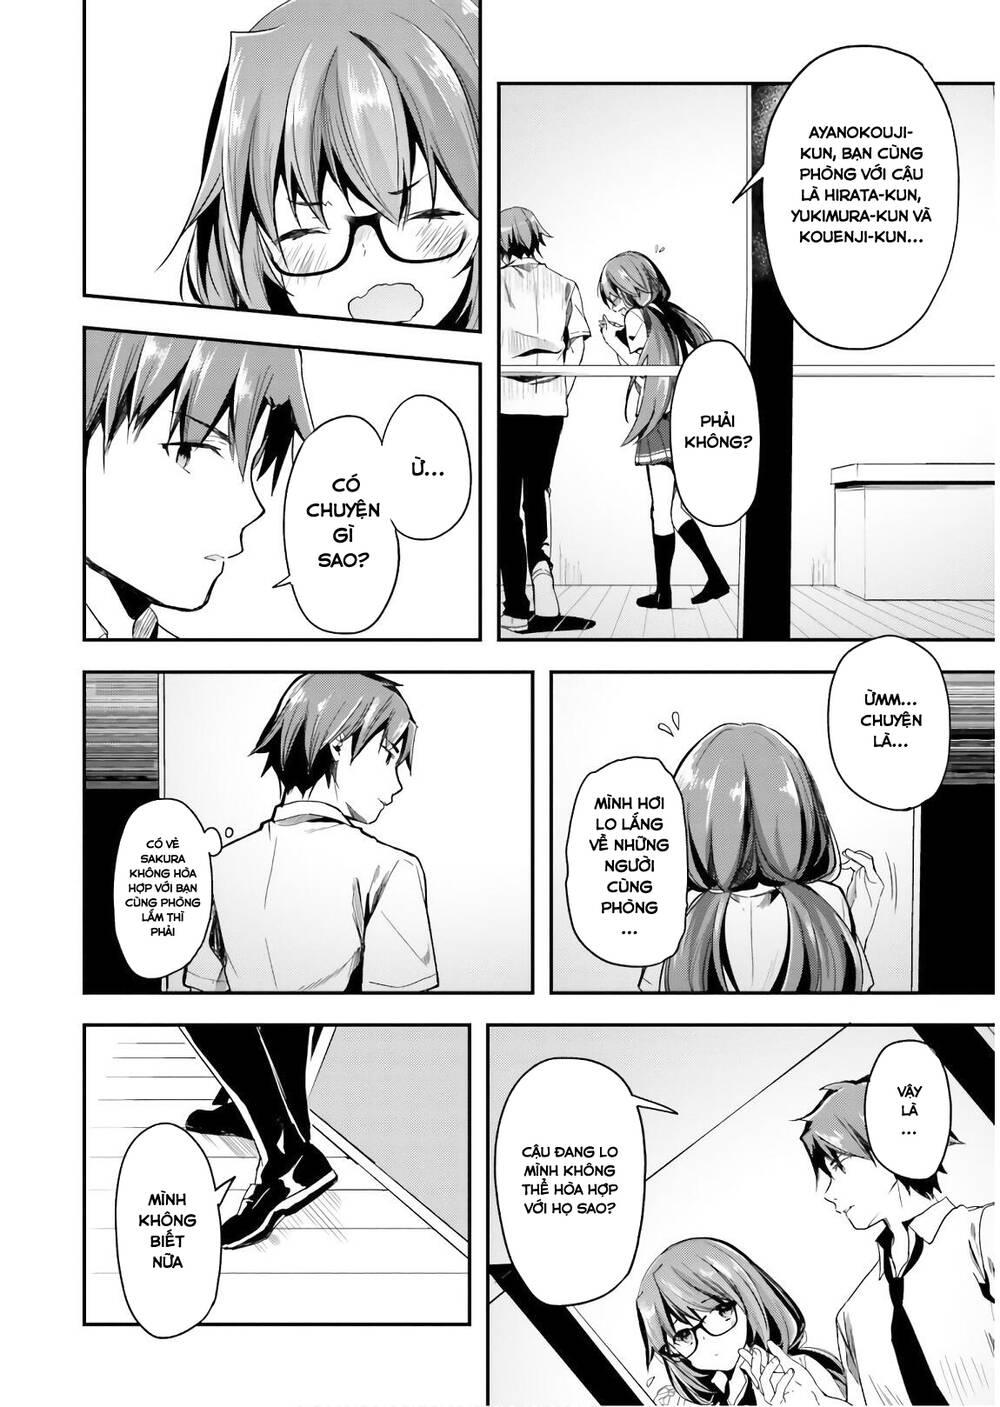 AYANOKOUJI-
KUN, BẠN CÙNG
PHÒNG VỚI CẬU
LÀ HIRATA-KUN,
YUKIMURA-KUN VÀ
KOUENJI-KUN...
PHẢI
KHÔNG?
Ừ...
CÓ
CHUYỆN
GÌ
SAO?
ỪMM...
CHUYỆN
LÀ...
MÌNH HƠI
LO LẮNG
VỀ NHỮNG
NGƯỜI
CÙNG
PHÒNG
...
CÓ VẺ
SAKURA
KHÔNG HÒA
HỢP VỚI BẠN
CÙNG PHÒNG
LẮM THÌ
PHẢI
VẬY
LÀ
...
CẬU ĐANG LO
MÌNH KHÔNG
THỂ HÒA HỢP
VỚI HỌ SAO?
MÌNH
KHÔNG
BIẾT
NỮA